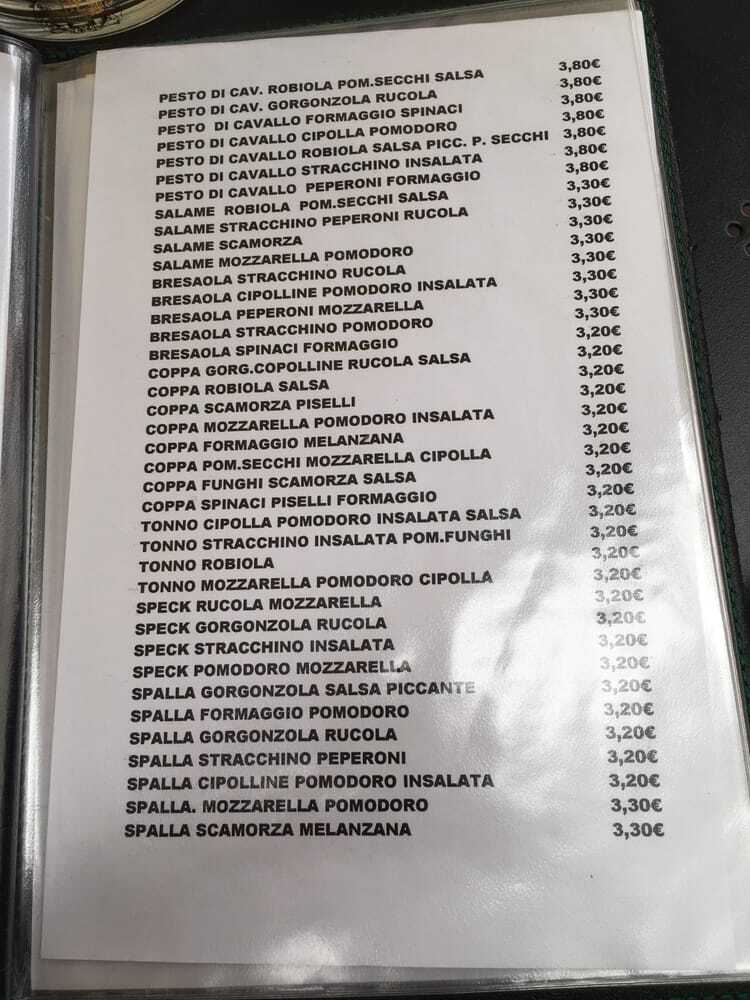 PESTO DI CAV. ROBIOLA POM.SECCHI SALSA 3,80€
PESTO DI CAV. GORGONZOLA RUCOLA 3,80€
PESTO DI CAVALLO FORMAGGIO SPINACI 3,80€
PESTO DI CAVALLO CIPOLLA POMODORO 3,80€
PESTO DI CAVALLO ROBIOLA SALSA PICC. P. SECCHI 3,80€
PESTO DI CAVALLO STRACCHINO INSALATA 3,80€
PESTO DI CAVALLO PEPERONI FORMAGGIO 3,80€
SALAME ROBIOLA POM.SECCHI SALSA 3,30€
SALAME STRACCHINO PEPERONI RUCOLA 3,30€
SALAME SCAMORZA 3,30€
SALAME MOZZARELLA POMODORO 3,30€
BRESAOLA STRACCHINO RUCOLA 3,30€
BRESAOLA CIPOLLINE POMODORO INSALATA 3,30€
BRESAOLA PEPERONI MOZZARELLA 3,30€
BRESAOLA STRACCHINO POMODORO 3,30€
BRESAOLA SPINACI FORMAGGIO 3,20€
COPPA GORG.COPOLLINE RUCOLA SALSA 3,20€
COPPA ROBIOLA SALSA 3,20€
COPPA SCAMORZA PISELLI 3,20€
COPPA MOZZARELLA POMODORO INSALATA 3,20€
COPPA FORMAGGIO MELANZANA 3,20€
COPPA POM.SECCHI MOZZARELLA CIPOLLA 3,20€
COPPA FUNGHI SCAMORZA SALSA 3,20€
COPPA SPINACI PISELLI FORMAGGIO 3,20€
TONNO CIPOLLA POMODORO INSALATA SALSA 3,20€
TONNO STRACCHINO INSALATA POM.FUNGHI 3,20€
TONNO ROBIOLA 3,20€
TONNO MOZZARELLA POMODORO CIPOLLA 3,20€
SPECK RUCOLA MOZZARELLA 3,20€
SPECK GORGONZOLA RUCOLA 3,20€
SPECK STRACCHINO INSALATA 3,20€
SPECK POMODORO MOZZARELLA 3,20€
SPALLA GORGONZOLA SALSA PICCANTE 3,20€
SPALLA FORMAGGIO POMODORO 3,20€
SPALLA GORGONZOLA RUCOLA 3,20€
SPALLA STRACCHINO PEPERONI 3,20€
SPALLA CIPOLLINE POMODORO INSALATA 3,20€
SPALLA. MOZZARELLA POMODORO 3,30€
SPALLA SCAMORZA MELANZANA 3,30€